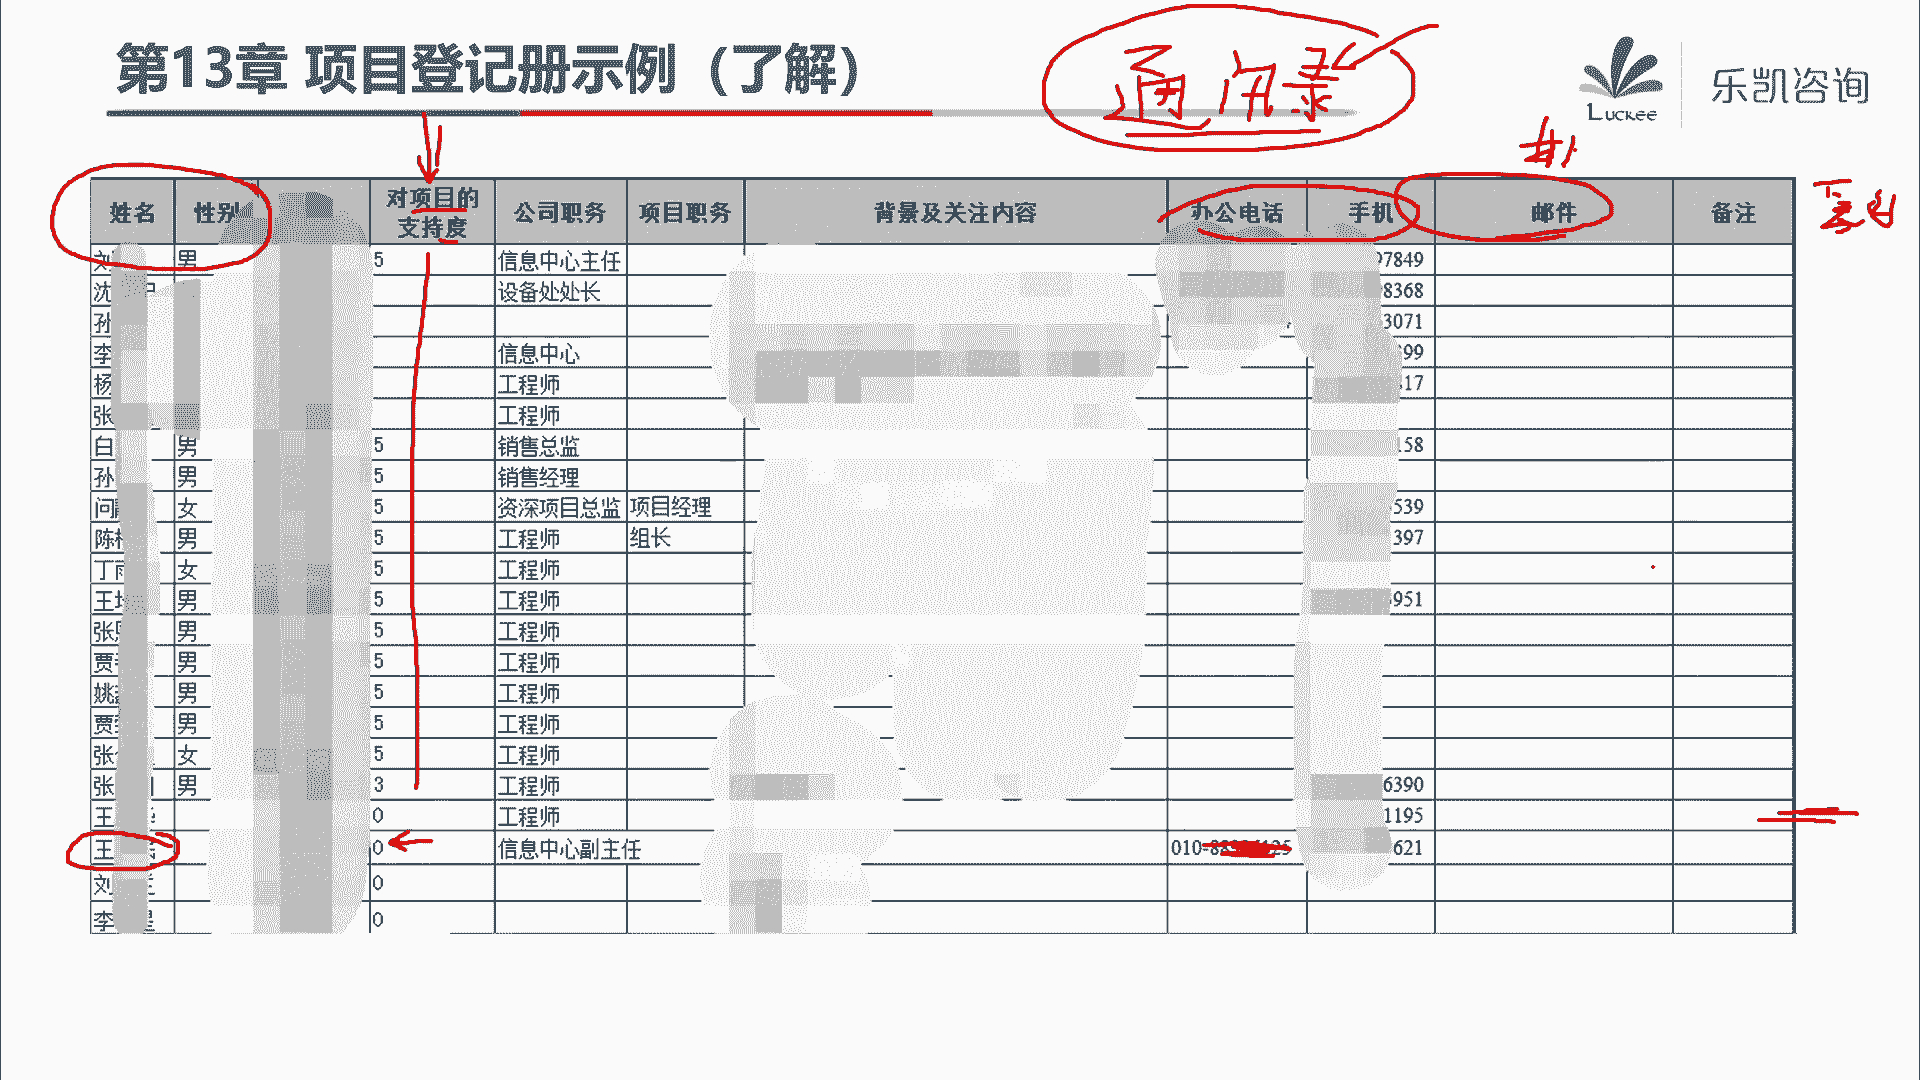 第13章 项目登记册示例（了解）
通讯录
Luckee
乐凯咨询
姓名 性别 对项目的支持度 公司职务 项目职务 背景及关注内容 办公电话 手机 邮件 备注
刘 男 5 信息中心主任 97849
沈 设备处处长 8368
孙 3071
李 信息中心 99
杨 工程师 17
张 工程师
白 男 5 销售总监 158
孙 男 5 销售经理
问 女 5 资深项目总监 项目经理 539
陈 男 5 工程师 组长 397
丁 女 5 工程师
王 男 5 工程师 951
张 男 5 工程师
贾 男 5 工程师
姚 男 5 工程师
贾 男 5 工程师
张 女 5 工程师
张 男 3 工程师 6390
王 0 工程师 1195
王 0 信息中心副主任 010- 621
刘 0
李 0